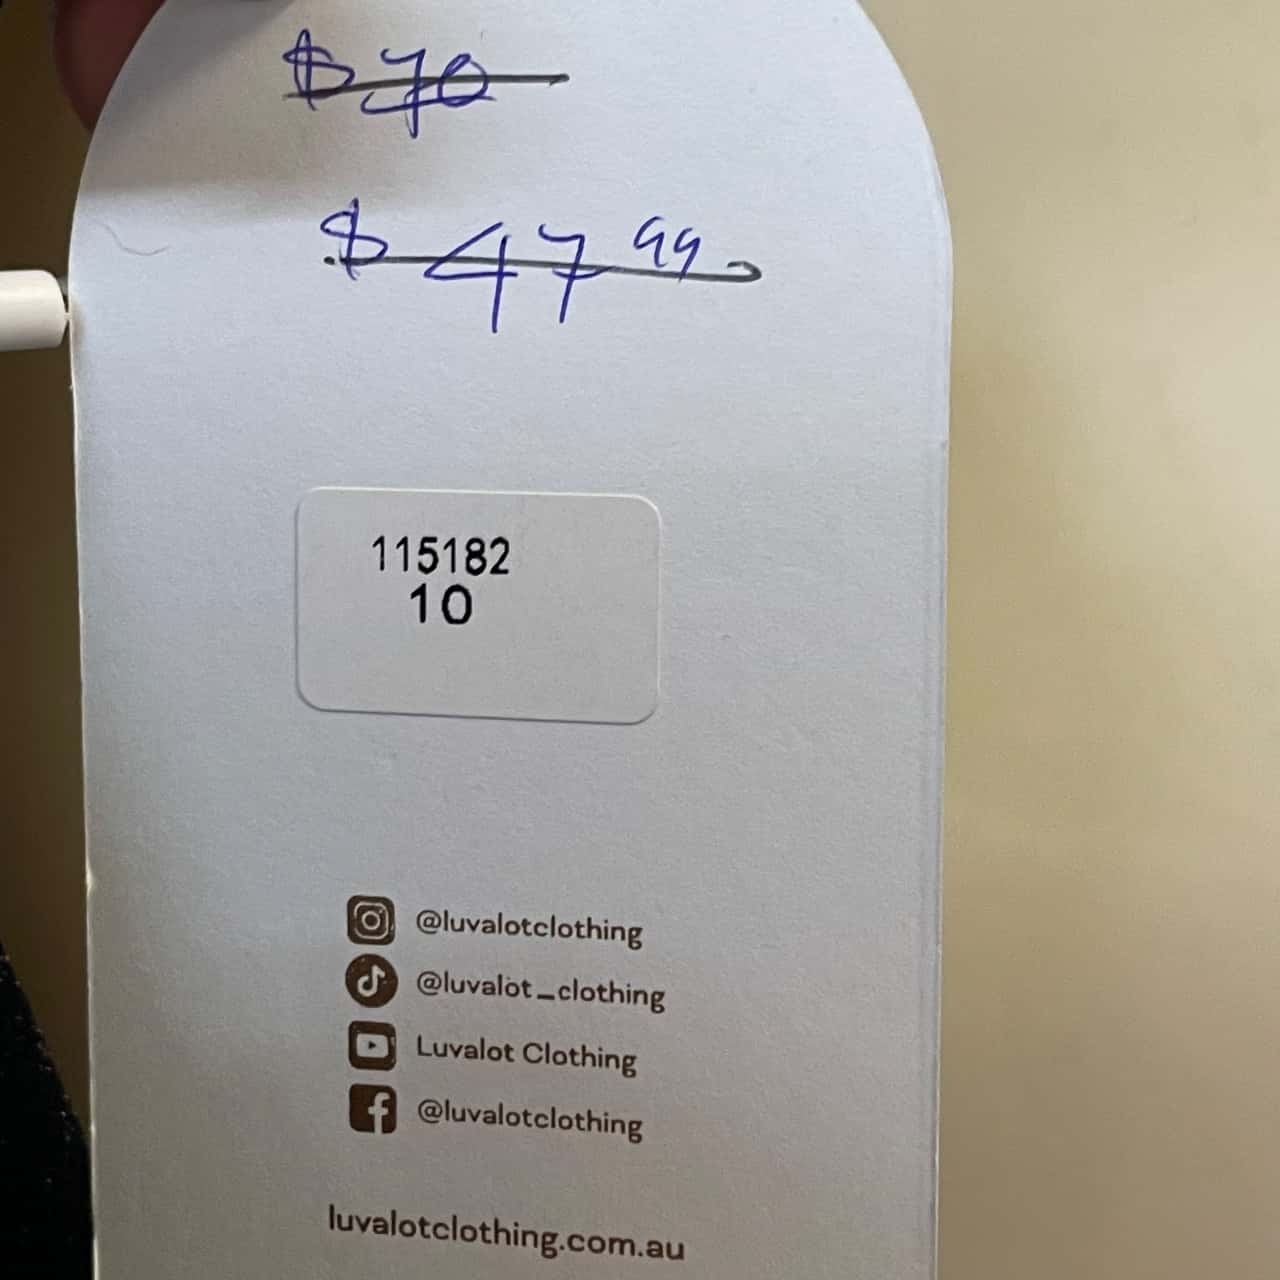 $70
$47 99
115182
10
@luvalotclothing
@luvalot_clothing
Luvalot Clothing
@luvalotclothing
luvalotclothing.com.au